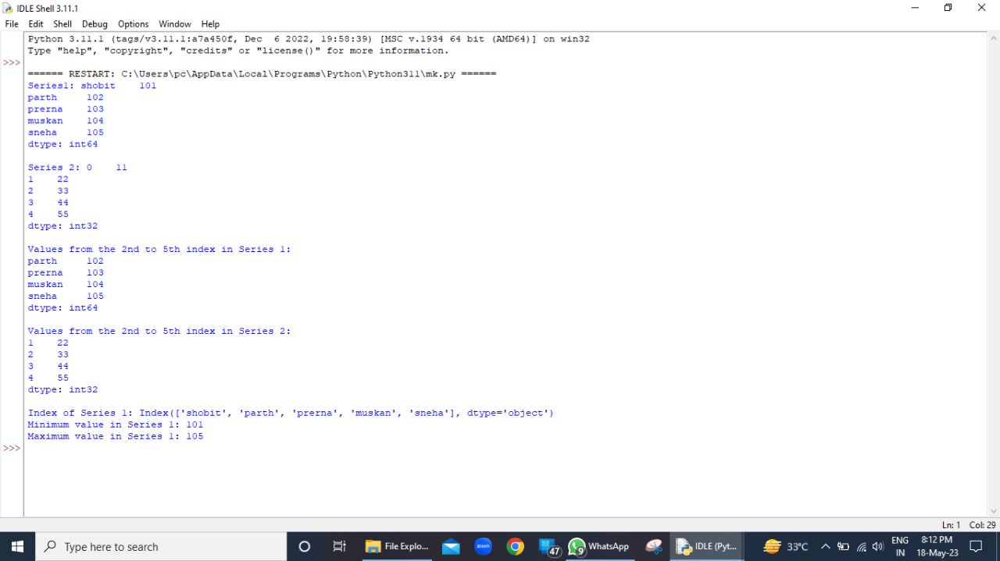 IDLE Shell 3.11.1
File Edit Shell Debug Options Window Help
Python 3.11.1 (tags/v3.11.1:a7a450f, Dec  6 2022, 19:58:39) [MSC v.1934 64 bit (AMD64)] on win32
Type "help", "copyright", "credits" or "license()" for more information.
>>>
====== RESTART: C:\Users\pc\AppData\Local\Programs\Python\Python311\mk.py ======
Series1: shobit    101
parth     102
prerna    103
muskan    104
sneha     105
dtype: int64
Series 2: 0    11
1    22
2    33
3    44
4    55
dtype: int32
Values from the 2nd to 5th index in Series 1:
parth     102
prerna    103
muskan    104
sneha     105
dtype: int64
Values from the 2nd to 5th index in Series 2:
1    22
2    33
3    44
4    55
dtype: int32
Index of Series 1: Index(['shobit', 'parth', 'prerna', 'muskan', 'sneha'], dtype='object')
Minimum value in Series 1: 101
Maximum value in Series 1: 105
>>>
Ln: 1 Col: 29
Type here to search
zoom
File Explo...
47
9
WhatsApp
IDLE (Pyt...
33°C
ENG
IN
8:12 PM
18-May-23